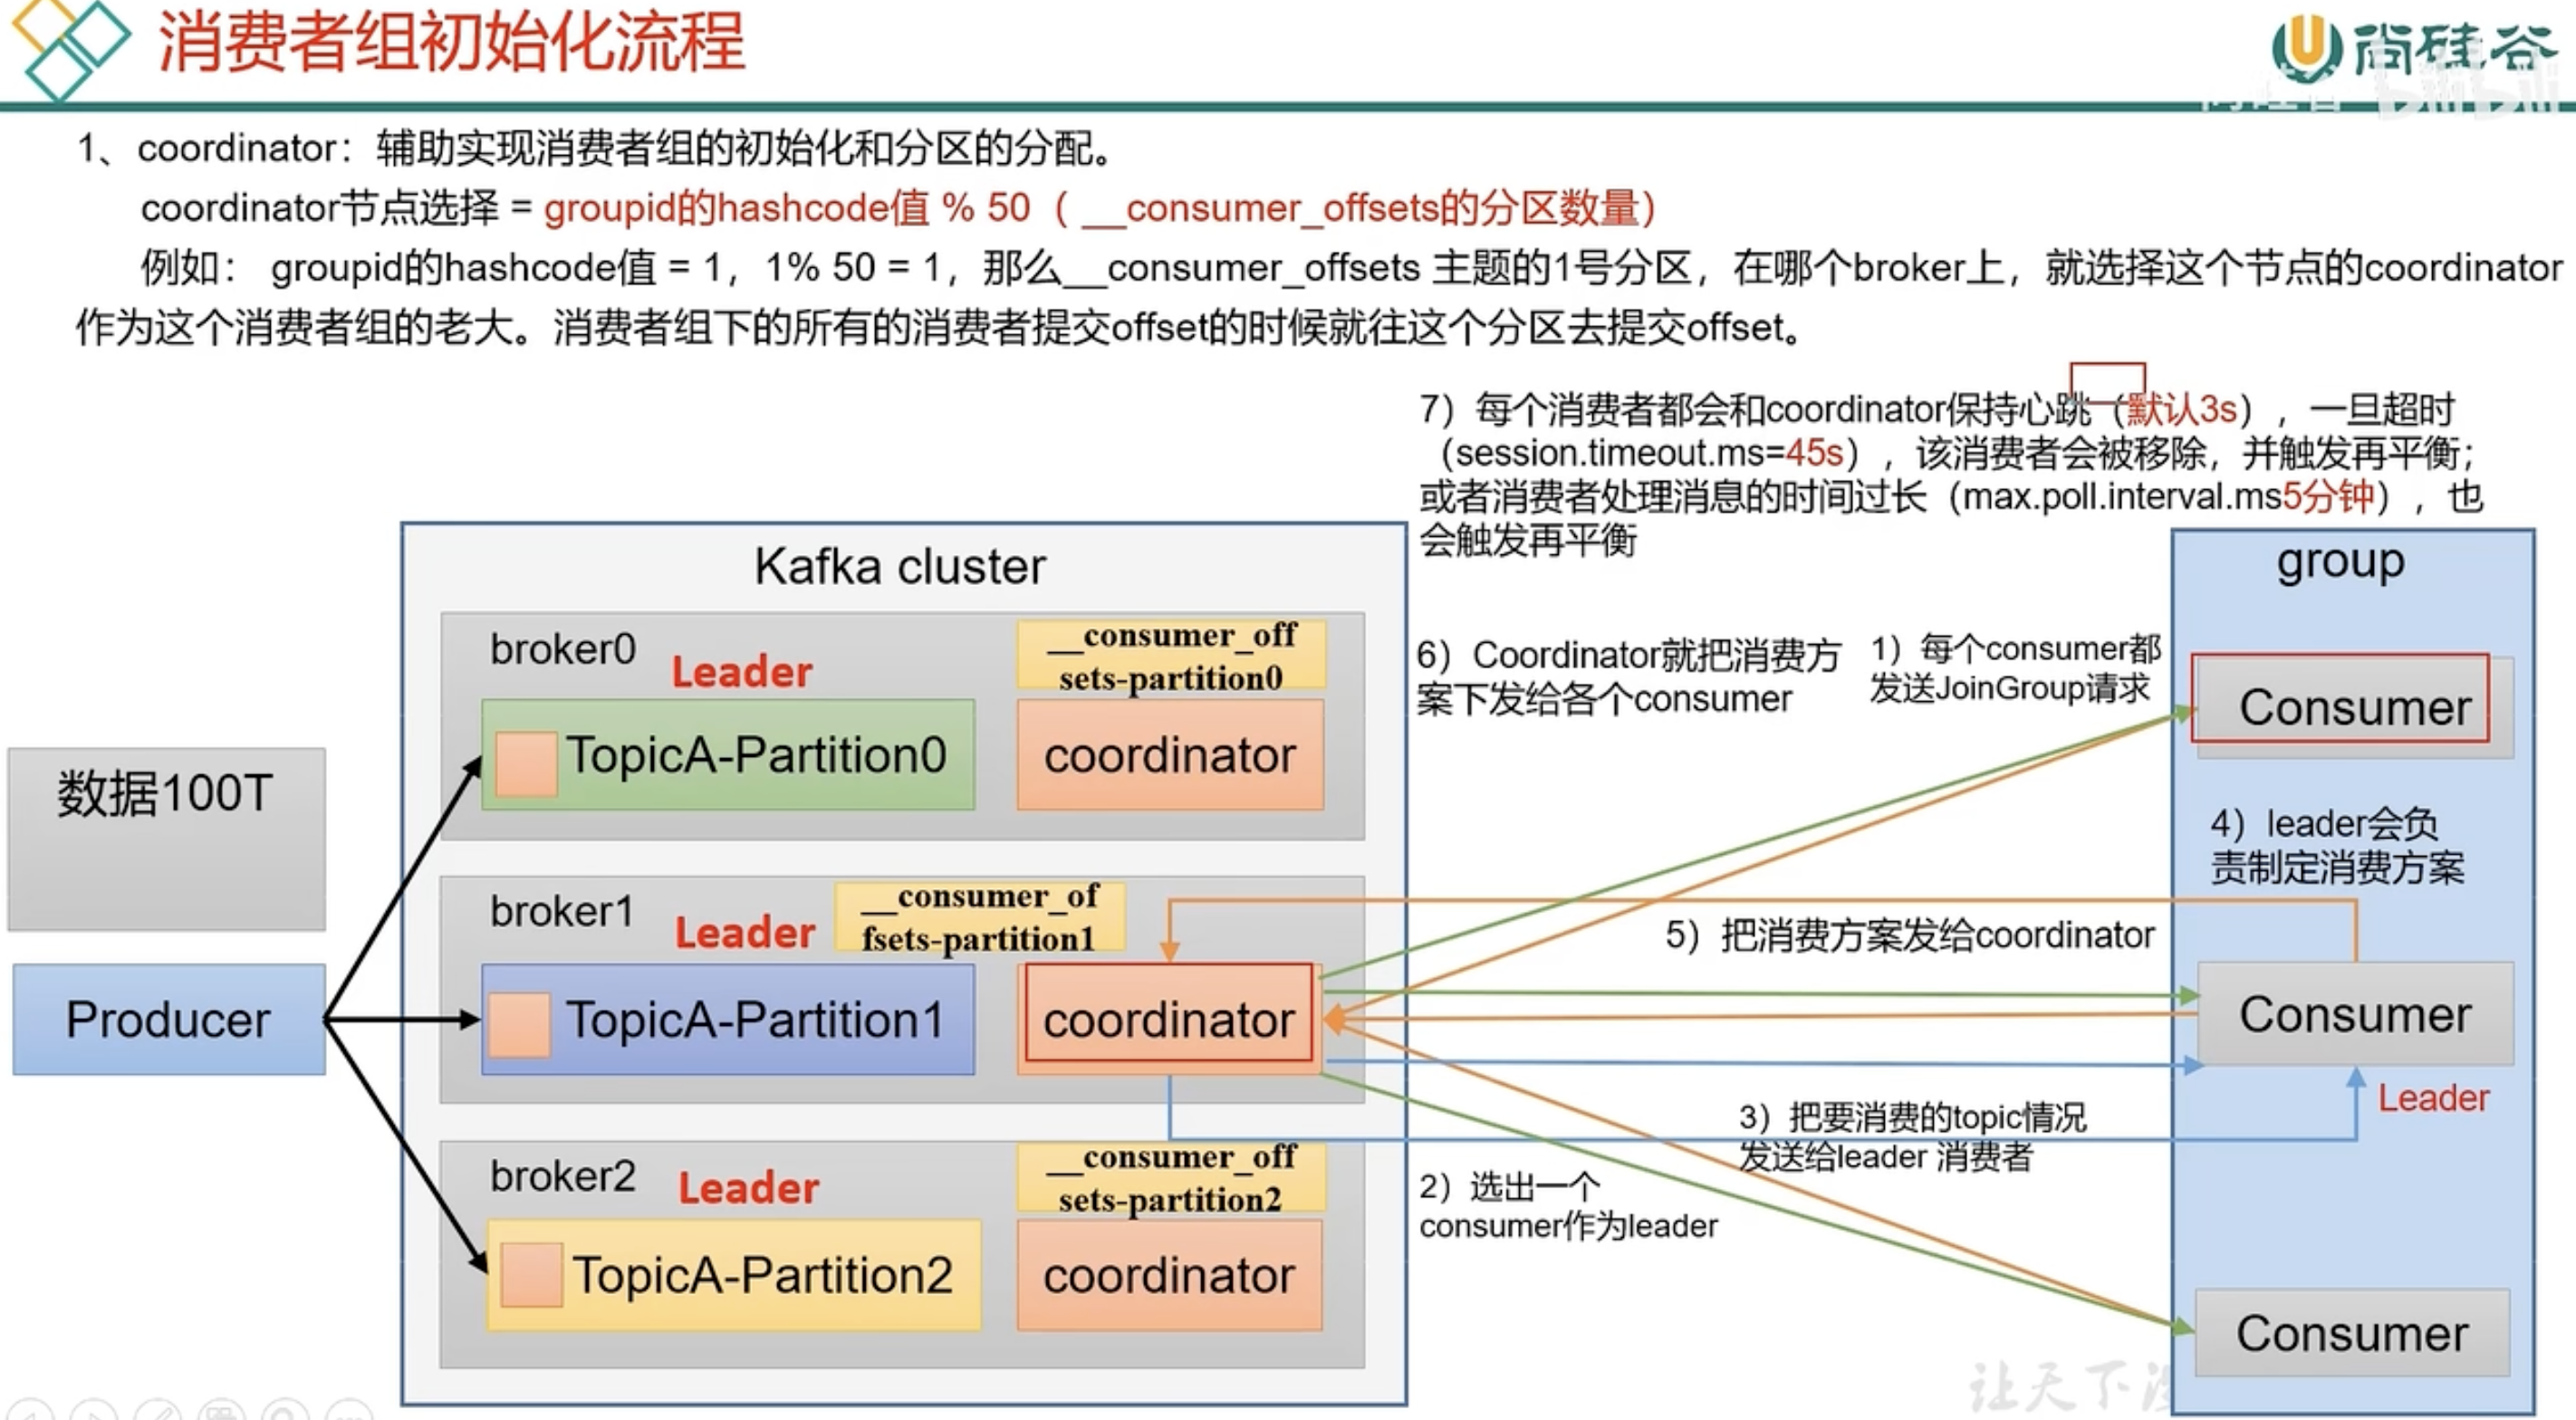 消费者组初始化流程
尚硅谷
1、coordinator：辅助实现消费者组的初始化和分区的分配。
coordinator节点选择 = groupid的hashcode值 % 50（ __consumer_offsets的分区数量）
例如： groupid的hashcode值 = 1，1% 50 = 1，那么__consumer_offsets 主题的1号分区，在哪个broker上，就选择这个节点的coordinator
作为这个消费者组的老大。消费者组下的所有的消费者提交offset的时候就往这个分区去提交offset。
7）每个消费者都会和coordinator保持心跳（默认3s），一旦超时
（session.timeout.ms=45s），该消费者会被移除，并触发再平衡；
或者消费者处理消息的时间过长（max.poll.interval.ms5分钟），也
会触发再平衡
Kafka cluster
group
broker0
Leader
__consumer_off
sets-partition0
TopicA-Partition0
coordinator
6）Coordinator就把消费方
案下发给各个consumer
1）每个consumer都
发送JoinGroup请求
Consumer
数据100T
4）leader会负
责制定消费方案
broker1
Leader
__consumer_of
fsets-partition1
5）把消费方案发给coordinator
Producer
TopicA-Partition1
coordinator
Consumer
Leader
3）把要消费的topic情况
发送给leader 消费者
broker2
Leader
__consumer_off
sets-partition2
2）选出一个
consumer作为leader
TopicA-Partition2
coordinator
Consumer
让天下